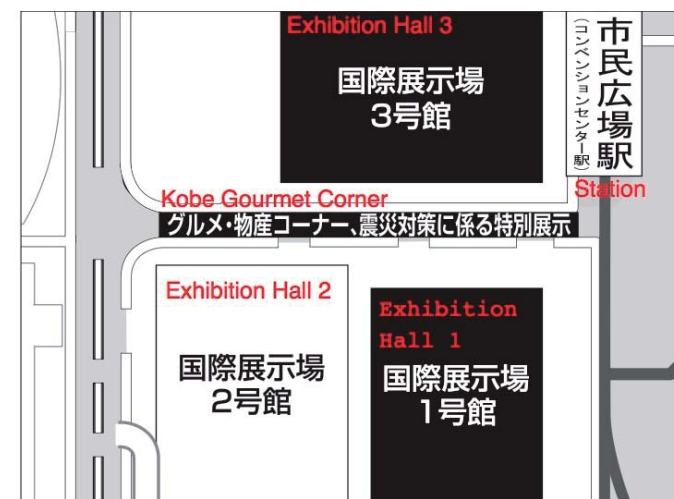 Exhibition Hall 3
国際展示場
3号館
市民広場駅
(コンベンションセンター駅)
Station
Kobe Gourmet Corner
グルメ・物産コーナー、震災対策に係る特別展示
Exhibition Hall 2
国際展示場
2号館
Exhibition
Hall 1
国際展示場
1号館